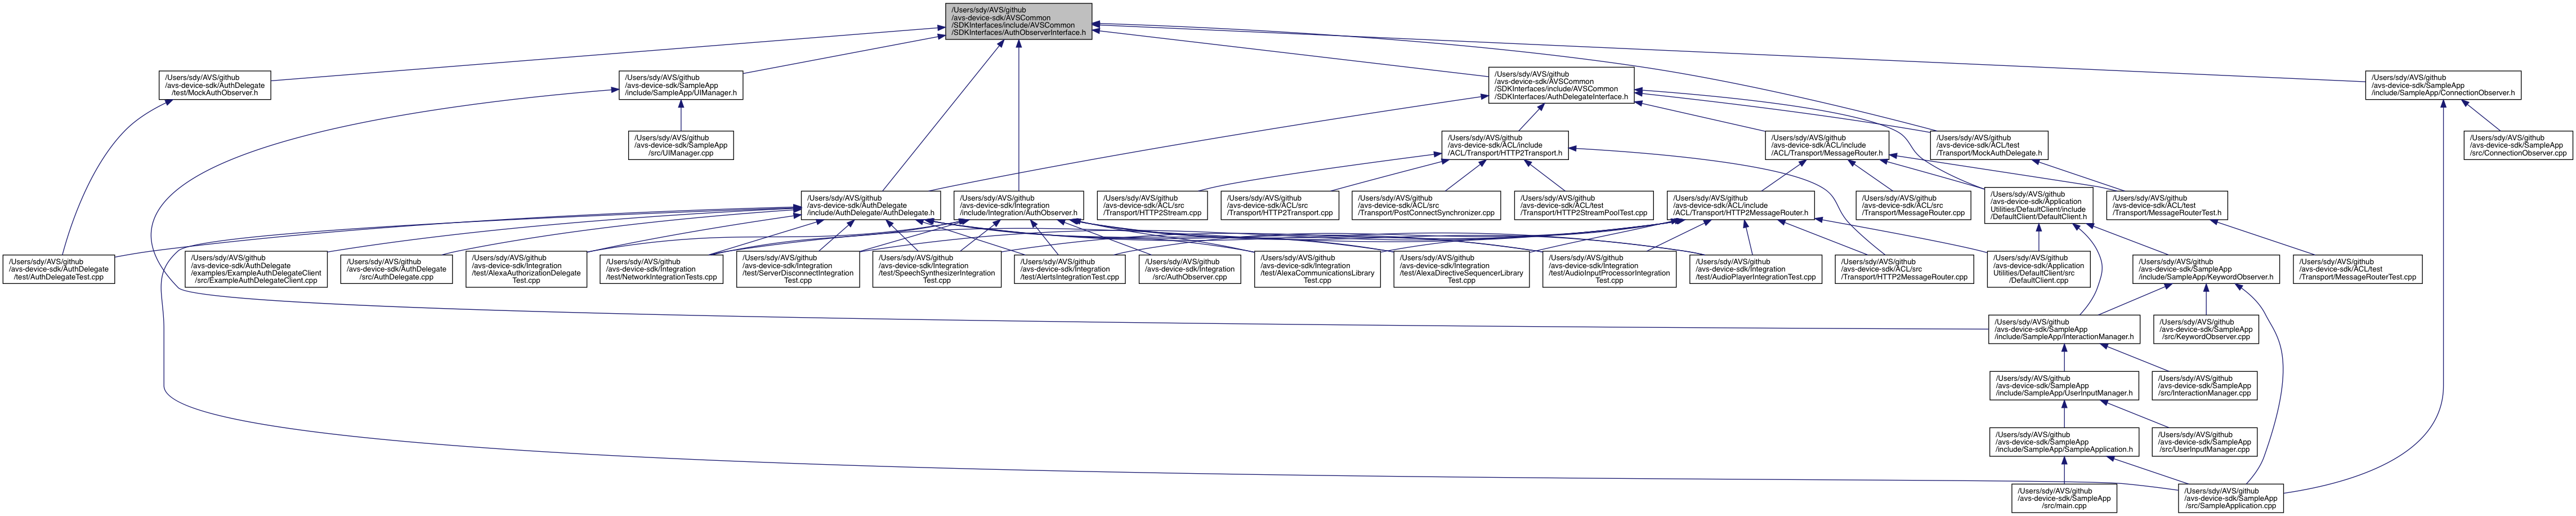 /Users/sdy/AVS/github
/avs-device-sdk/AVSCommon
/SDKInterfaces/include/AVSCommon
/SDKInterfaces/AuthObserverInterface.h
/Users/sdy/AVS/github
/avs-device-sdk/AuthDelegate
/test/MockAuthObserver.h
/Users/sdy/AVS/github
/avs-device-sdk/SampleApp
/include/SampleApp/UIManager.h
/Users/sdy/AVS/github
/avs-device-sdk/AVSCommon
/SDKInterfaces/include/AVSCommon
/SDKInterfaces/AuthDelegateInterface.h
/Users/sdy/AVS/github
/avs-device-sdk/SampleApp
/include/SampleApp/ConnectionObserver.h
/Users/sdy/AVS/github
/avs-device-sdk/SampleApp
/src/UIManager.cpp
/Users/sdy/AVS/github
/avs-device-sdk/ACL/include
/ACL/Transport/HTTP2Transport.h
/Users/sdy/AVS/github
/avs-device-sdk/ACL/include
/ACL/Transport/MessageRouter.h
/Users/sdy/AVS/github
/avs-device-sdk/ACL/test
/Transport/MockAuthDelegate.h
/Users/sdy/AVS/github
/avs-device-sdk/SampleApp
/src/ConnectionObserver.cpp
/Users/sdy/AVS/github
/avs-device-sdk/AuthDelegate
/include/AuthDelegate/AuthDelegate.h
/Users/sdy/AVS/github
/avs-device-sdk/Integration
/include/Integration/AuthObserver.h
/Users/sdy/AVS/github
/avs-device-sdk/ACL/src
/Transport/HTTP2Stream.cpp
/Users/sdy/AVS/github
/avs-device-sdk/ACL/src
/Transport/HTTP2Transport.cpp
/Users/sdy/AVS/github
/avs-device-sdk/ACL/src
/Transport/PostConnectSynchronizer.cpp
/Users/sdy/AVS/github
/avs-device-sdk/ACL/test
/Transport/HTTP2StreamPoolTest.cpp
/Users/sdy/AVS/github
/avs-device-sdk/ACL/include
/ACL/Transport/HTTP2MessageRouter.h
/Users/sdy/AVS/github
/avs-device-sdk/ACL/src
/Transport/MessageRouter.cpp
/Users/sdy/AVS/github
/avs-device-sdk/Application
Utilities/DefaultClient/include
/DefaultClient/DefaultClient.h
/Users/sdy/AVS/github
/avs-device-sdk/ACL/test
/Transport/MessageRouterTest.h
/Users/sdy/AVS/github
/avs-device-sdk/AuthDelegate
/test/AuthDelegateTest.cpp
/Users/sdy/AVS/github
/avs-device-sdk/AuthDelegate
/examples/ExampleAuthDelegateClient
/src/ExampleAuthDelegateClient.cpp
/Users/sdy/AVS/github
/avs-device-sdk/AuthDelegate
/src/AuthDelegate.cpp
/Users/sdy/AVS/github
/avs-device-sdk/Integration
/test/AlexaAuthorizationDelegate
Test.cpp
/Users/sdy/AVS/github
/avs-device-sdk/Integration
/test/NetworkIntegrationTests.cpp
/Users/sdy/AVS/github
/avs-device-sdk/Integration
/test/ServerDisconnectIntegration
Test.cpp
/Users/sdy/AVS/github
/avs-device-sdk/Integration
/test/SpeechSynthesizerIntegration
Test.cpp
/Users/sdy/AVS/github
/avs-device-sdk/Integration
/test/AlertsIntegrationTest.cpp
/Users/sdy/AVS/github
/avs-device-sdk/Integration
/src/AuthObserver.cpp
/Users/sdy/AVS/github
/avs-device-sdk/Integration
/test/AlexaCommunicationsLibrary
Test.cpp
/Users/sdy/AVS/github
/avs-device-sdk/Integration
/test/AlexaDirectiveSequencerLibrary
Test.cpp
/Users/sdy/AVS/github
/avs-device-sdk/Integration
/test/AudioInputProcessorIntegration
Test.cpp
/Users/sdy/AVS/github
/avs-device-sdk/Integration
/test/AudioPlayerIntegrationTest.cpp
/Users/sdy/AVS/github
/avs-device-sdk/ACL/src
/Transport/HTTP2MessageRouter.cpp
/Users/sdy/AVS/github
/avs-device-sdk/Application
Utilities/DefaultClient/src
/DefaultClient.cpp
/Users/sdy/AVS/github
/avs-device-sdk/SampleApp
/include/SampleApp/KeywordObserver.h
/Users/sdy/AVS/github
/avs-device-sdk/ACL/test
/Transport/MessageRouterTest.cpp
/Users/sdy/AVS/github
/avs-device-sdk/SampleApp
/include/SampleApp/InteractionManager.h
/Users/sdy/AVS/github
/avs-device-sdk/SampleApp
/src/KeywordObserver.cpp
/Users/sdy/AVS/github
/avs-device-sdk/SampleApp
/include/SampleApp/UserInputManager.h
/Users/sdy/AVS/github
/avs-device-sdk/SampleApp
/src/InteractionManager.cpp
/Users/sdy/AVS/github
/avs-device-sdk/SampleApp
/include/SampleApp/SampleApplication.h
/Users/sdy/AVS/github
/avs-device-sdk/SampleApp
/src/UserInputManager.cpp
/Users/sdy/AVS/github
/avs-device-sdk/SampleApp
/src/main.cpp
/Users/sdy/AVS/github
/avs-device-sdk/SampleApp
/src/SampleApplication.cpp